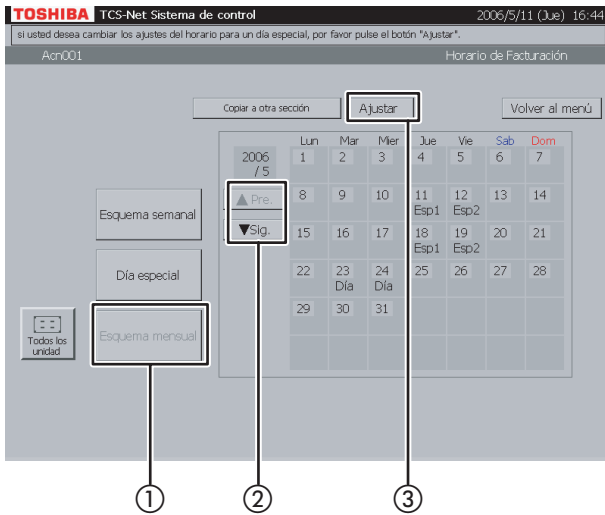 TOSHIBA TCS-Net Sistema de control 2006/5/11 (Jue) 16:44
si usted desea cambiar los ajustes del horario para un día especial, por favor pulse el botón "Ajustar".
Acn001 Horario de Facturación
Copiar a otra sección Ajustar Volver al menú
Lun Mar Mier Jue Vie Sab Dom
2006 / 5
1 2 3 4 5 6 7
▲ Pre.
8 9 10 11 12 13 14
Esp1 Esp2
Esquema semanal
▼Sig.
15 16 17 18 19 20 21
Esp1 Esp2
Día especial
22 23 24 25 26 27 28
Día Día
Todos los
unidad
Esquema mensual
29 30 31
① ② ③